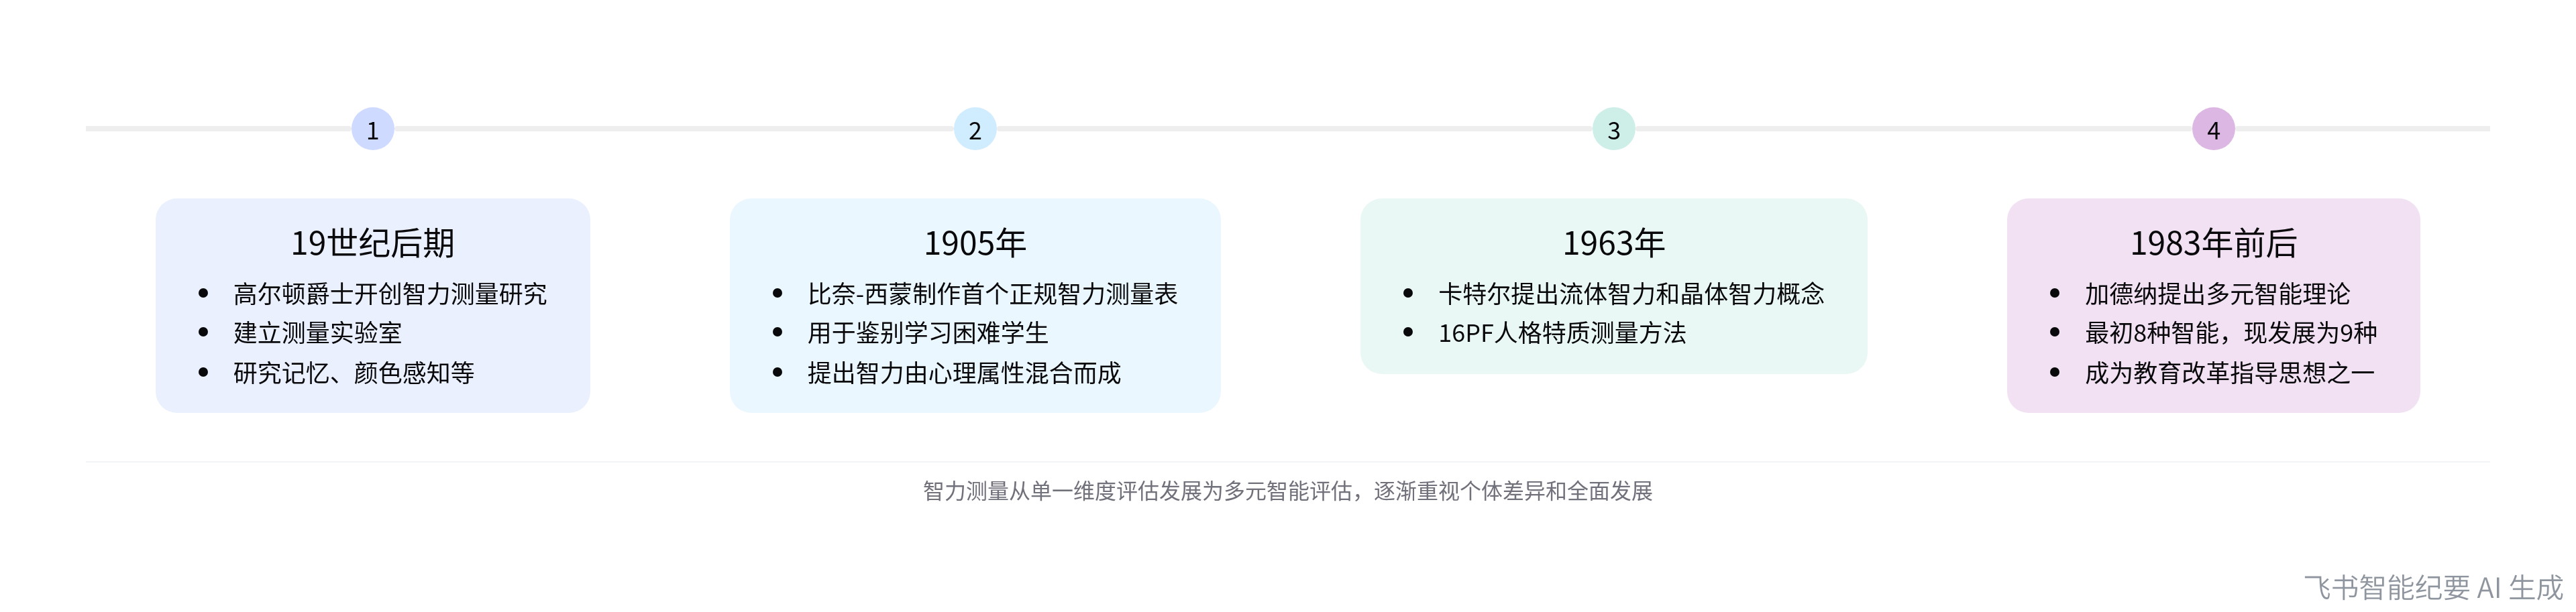 1
2
3
4
19世纪后期
高尔顿爵士开创智力测量研究
建立测量实验室
研究记忆、颜色感知等
1905年
比奈-西蒙制作首个正规智力测量表
用于鉴别学习困难学生
提出智力由心理属性混合而成
1963年
卡特尔提出流体智力和晶体智力概念
16PF人格特质测量方法
1983年前后
加德纳提出多元智能理论
最初8种智能，现发展为9种
成为教育改革指导思想之一
智力测量从单一维度评估发展为多元智能评估，逐渐重视个体差异和全面发展
飞书智能纪要 AI 生成